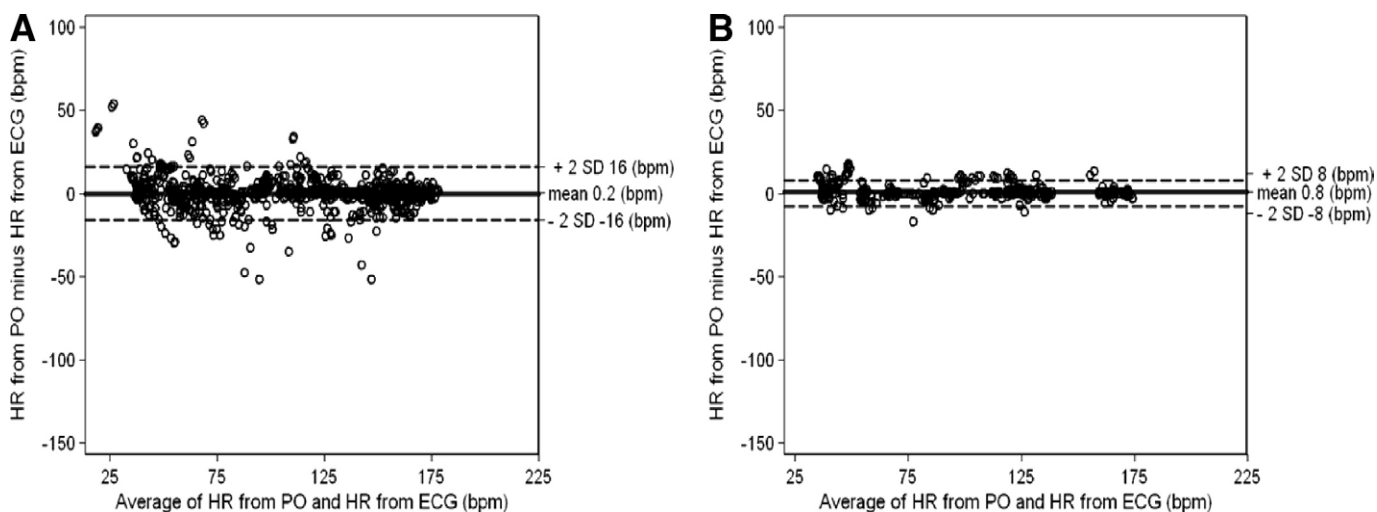 A
HR from PO minus HR from ECG (bpm)
100
50
0
-50
-100
-150
+ 2 SD 16 (bpm)
mean 0.2 (bpm)
- 2 SD -16 (bpm)
25 75 125 175 225
Average of HR from PO and HR from ECG (bpm)
B
HR from PO minus HR from ECG (bpm)
100
50
0
-50
-100
-150
+ 2 SD 8 (bpm)
mean 0.8 (bpm)
- 2 SD -8 (bpm)
25 75 125 175 225
Average of HR from PO and HR from ECG (bpm)